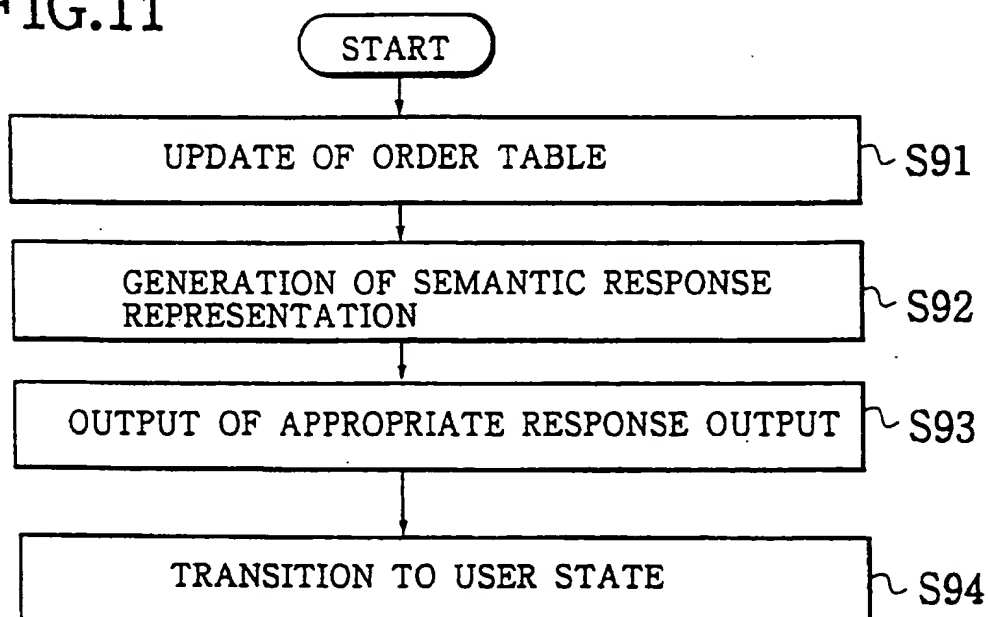 FIG.11
START
UPDATE OF ORDER TABLE
S91
GENERATION OF SEMANTIC RESPONSE
REPRESENTATION
S92
OUTPUT OF APPROPRIATE RESPONSE OUTPUT
S93
TRANSITION TO USER STATE
S94